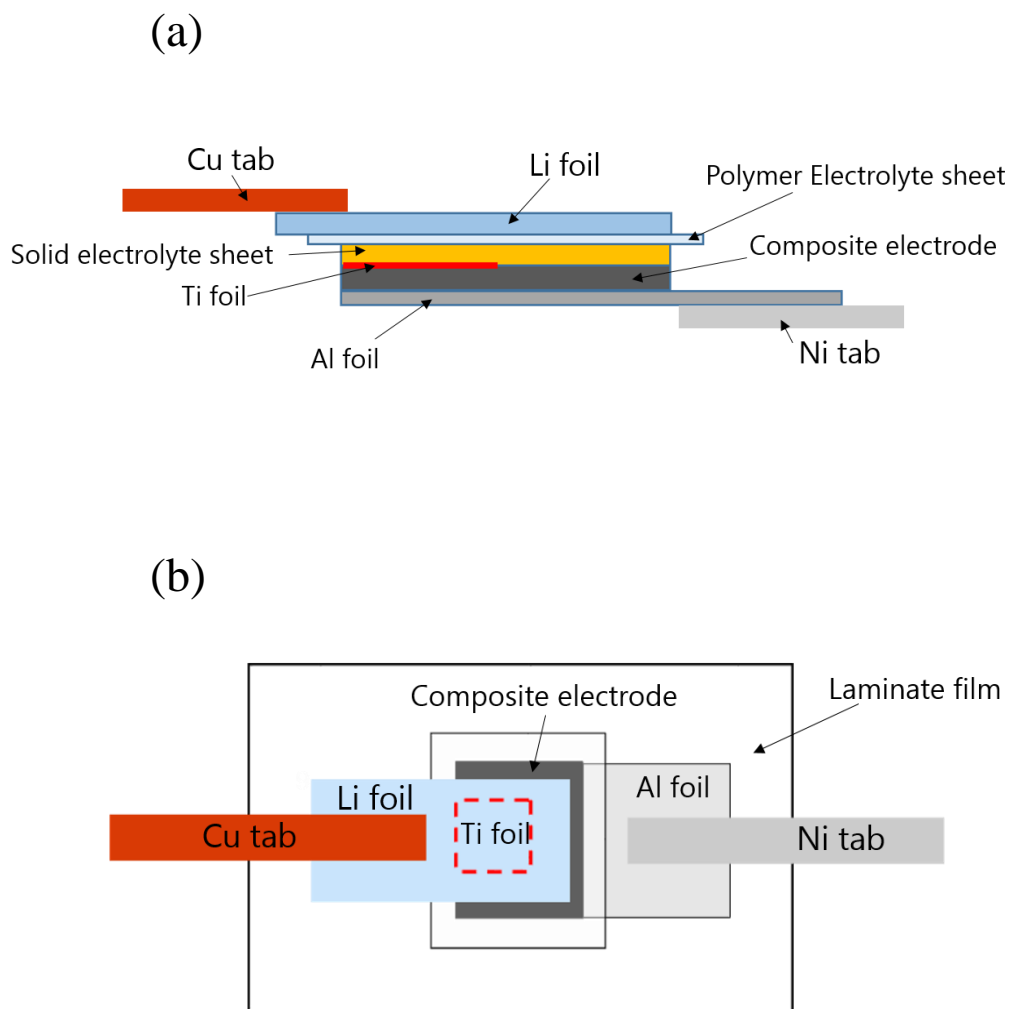 (a)
Cu tab
Li foil
Polymer Electrolyte sheet
Solid electrolyte sheet
Composite electrode
Ti foil
Al foil
Ni tab
(b)
Composite electrode
Laminate film
Li foil
Al foil
Cu tab
Ti foil
Ni tab